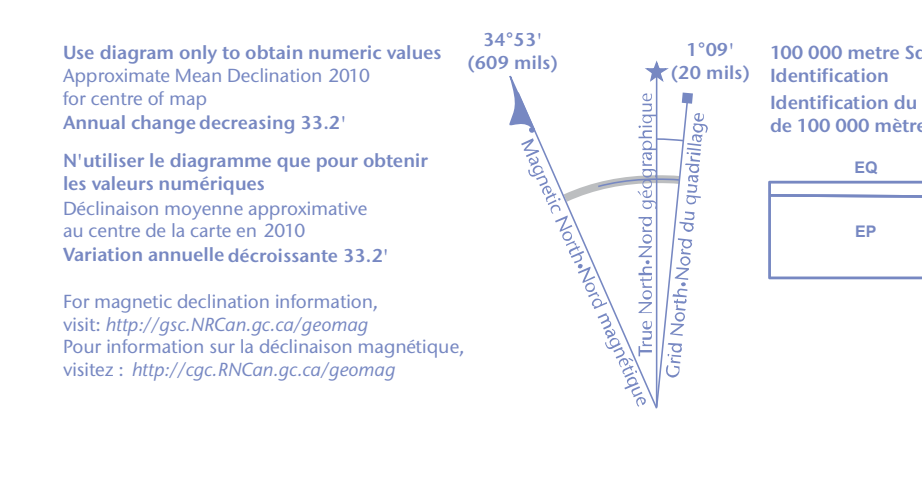 Use diagram only to obtain numeric values
Approximate Mean Declination 2010
for centre of map
Annual change decreasing 33.2'
N'utiliser le diagramme que pour obtenir
les valeurs numériques
Déclinaison moyenne approximative
au centre de la carte en 2010
Variation annuelle décroissante 33.2'
For magnetic declination information,
visit: http://gsc.NRCan.gc.ca/geomag
Pour information sur la déclinaison magnétique,
visitez : http://cgc.RNCan.gc.ca/geomag
34°53'
(609 mils)
1°09'
(20 mils)
Magnetic North•Nord magnétique
True North•Nord géographique
Grid North•Nord du quadrillage
100 000 metre
Identification
Identification du
de 100 000
EQ
EP